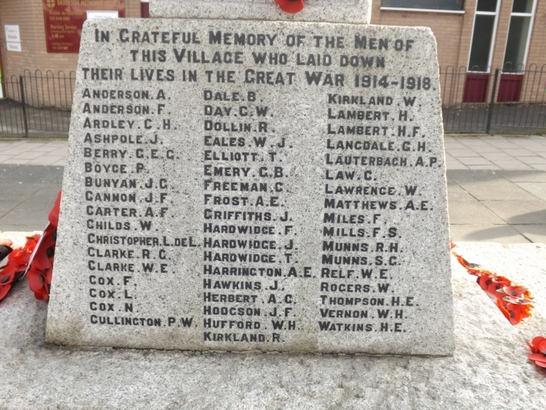 IN GRATEFUL MEMORY OF THE MEN OF
THIS VILLAGE WHO LAID DOWN
THEIR LIVES IN THE GREAT WAR 1914-1918.
ANDERSON. A.
ANDERSON. F.
ARDLEY. C. H.
ASHPOLE. J.
BERRY. G. E. G.
BOYCE. P.
BUNYAN. J. G.
CANNON. J. F.
CARTER. A. F.
CHILDS. W.
CHRISTOPHER. L. DE L.
CLARKE. R. G.
CLARKE. W. E.
COX. F.
COX. L.
COX. N.
CULLINGTON. P. W.
DALE. B.
DAY. C. W.
DOLLIN. R.
EALES. W. J.
ELLIOTT. T.
EMERY. G. B.
FREEMAN. C.
FROST. A. E.
GRIFFITHS. J.
HARDWIDGE. F.
HARDWIDGE. J.
HARDWIDGE. T.
HARRINGTON. A. E.
HAWKINS. J.
HERBERT. A. G.
HODGSON. J. F.
HUFFORD. W. H.
KIRKLAND. R.
KIRKLAND. W.
LAMBERT. H.
LAMBERT. H. F.
LANGDALE. G. H.
LAUTERBACH. A. P.
LAW. C.
LAWRENCE. W.
MATTHEWS. A. E.
MILES. F.
MILLS. F. S.
MUNNS. R. H.
MUNNS. S. G.
RELF. W. E.
ROGERS. W.
THOMPSON. H. E.
VERNON. W. H.
WATKINS. H. E.